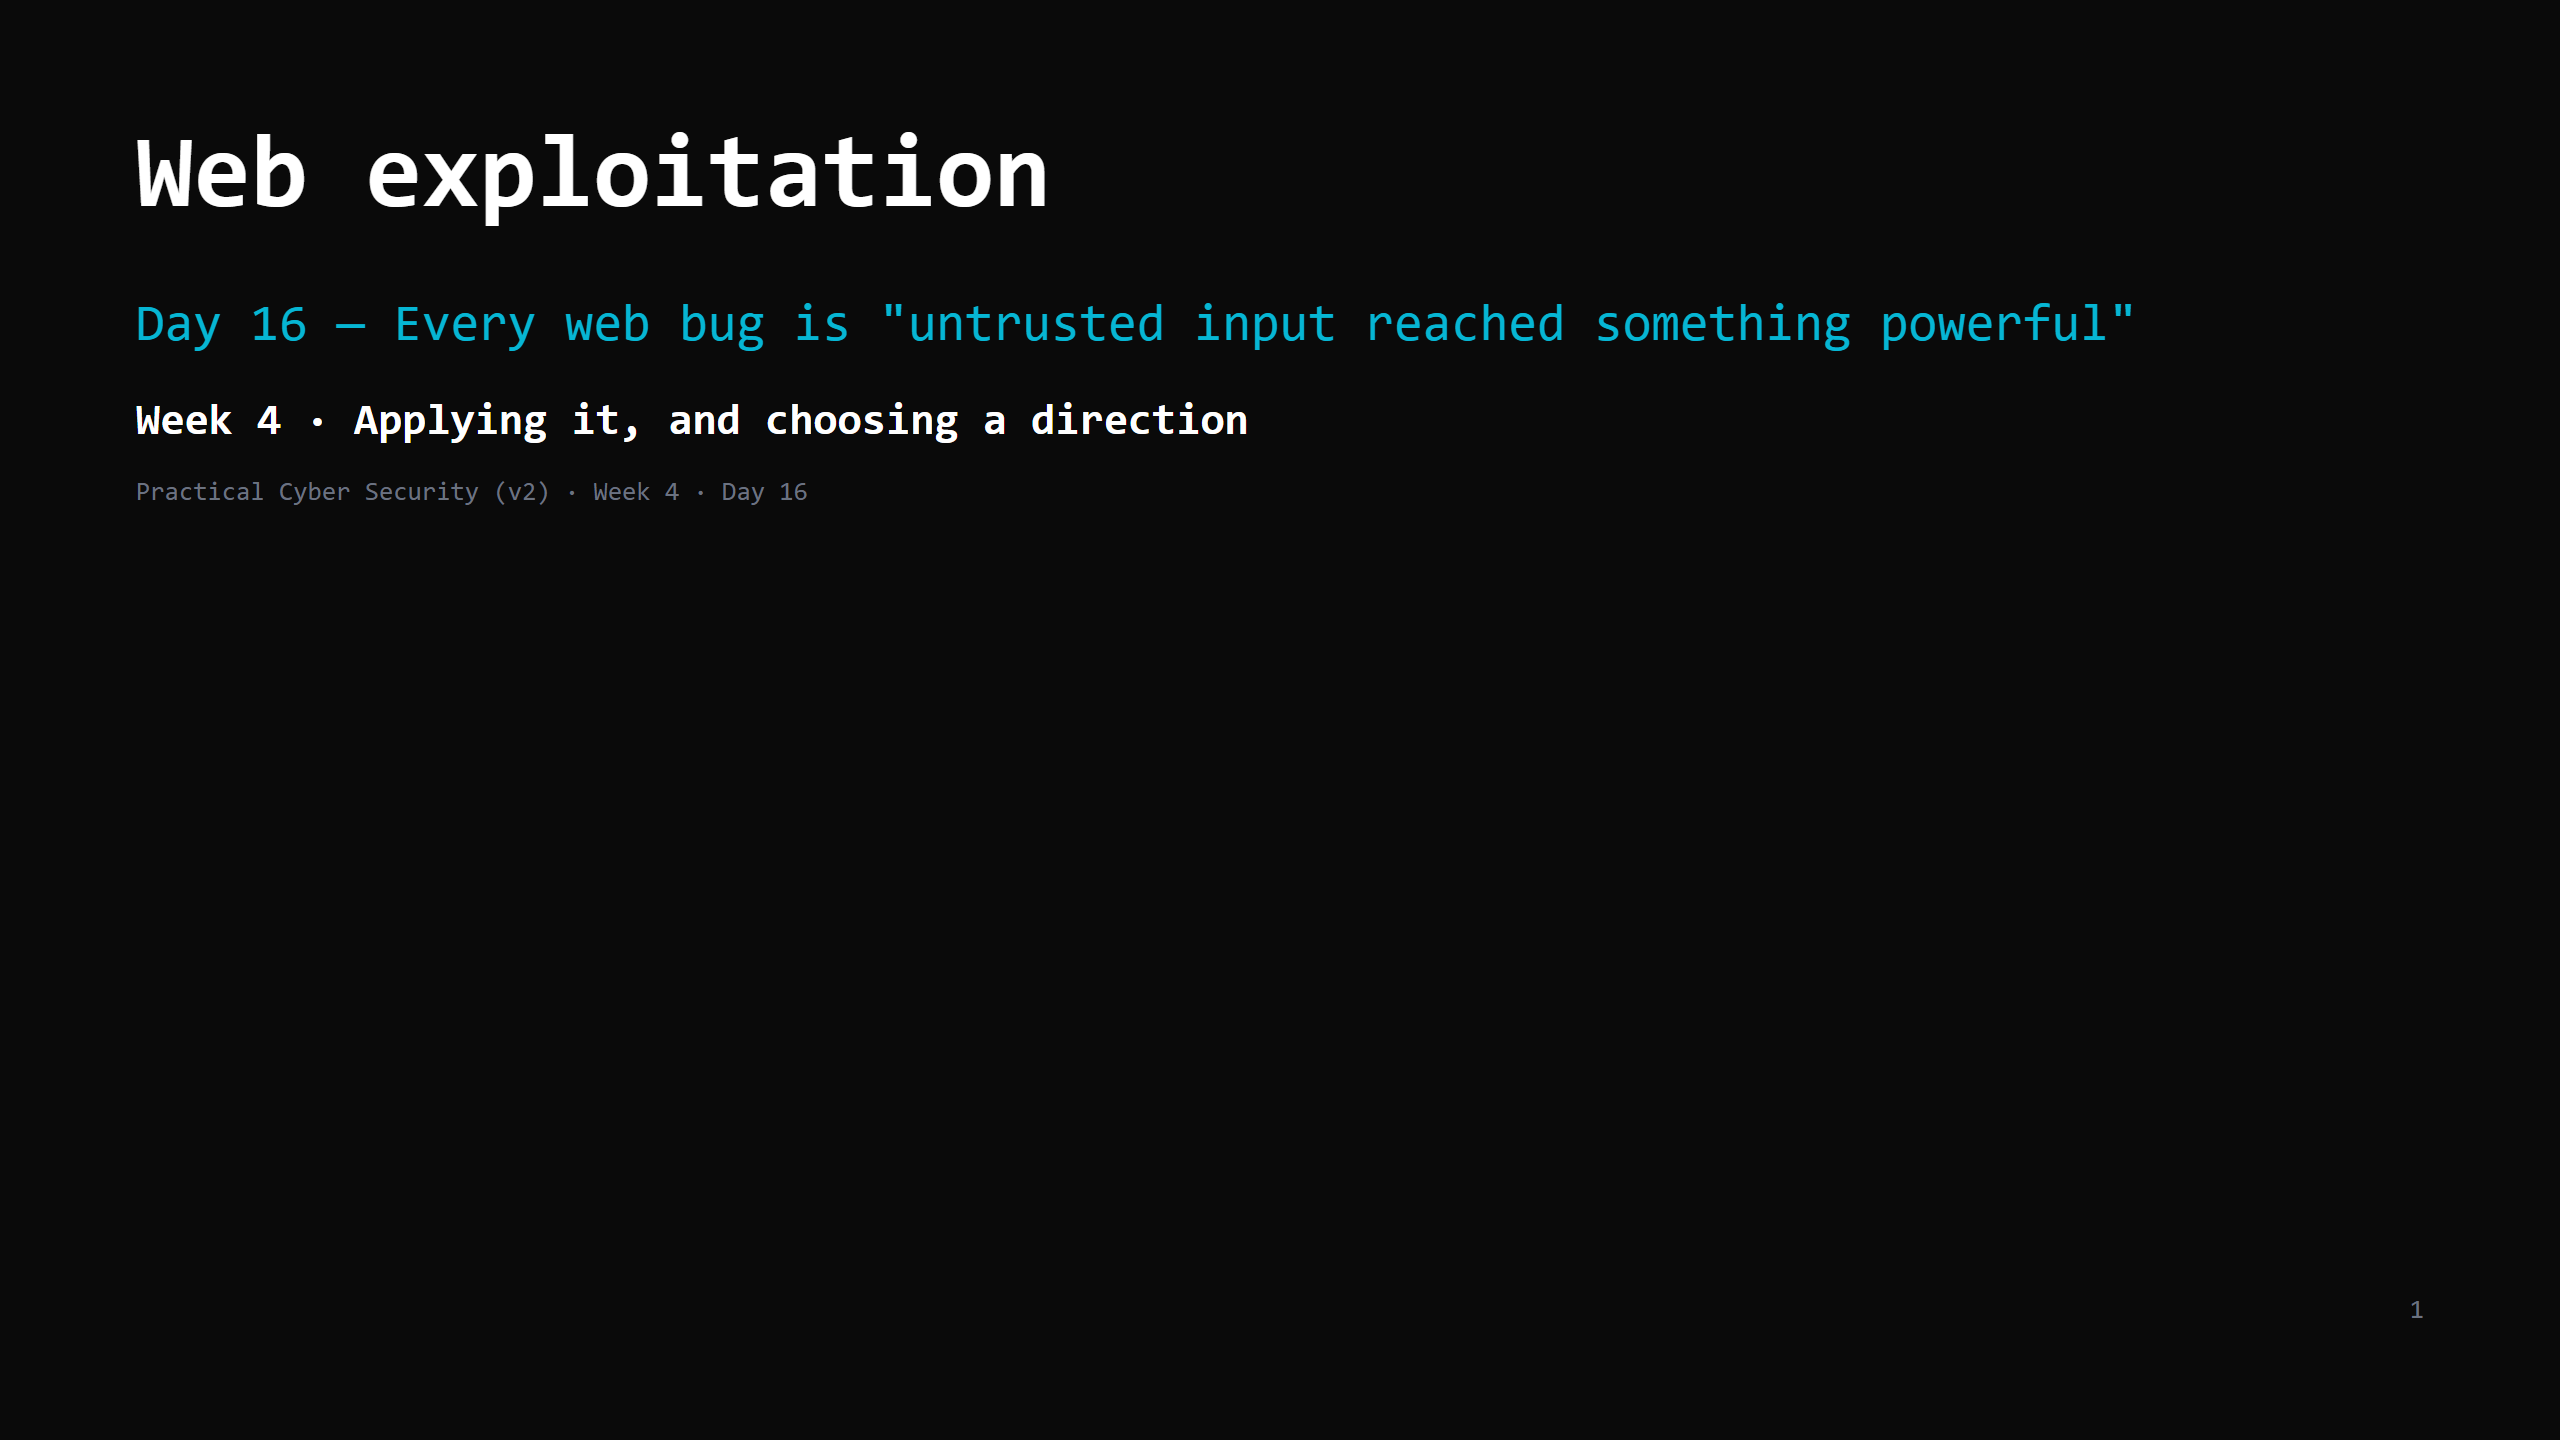 Web exploitation
Day 16 — Every web bug is "untrusted input reached something powerful"
Week 4 · Applying it, and choosing a direction
Practical Cyber Security (v2) · Week 4 · Day 16
1